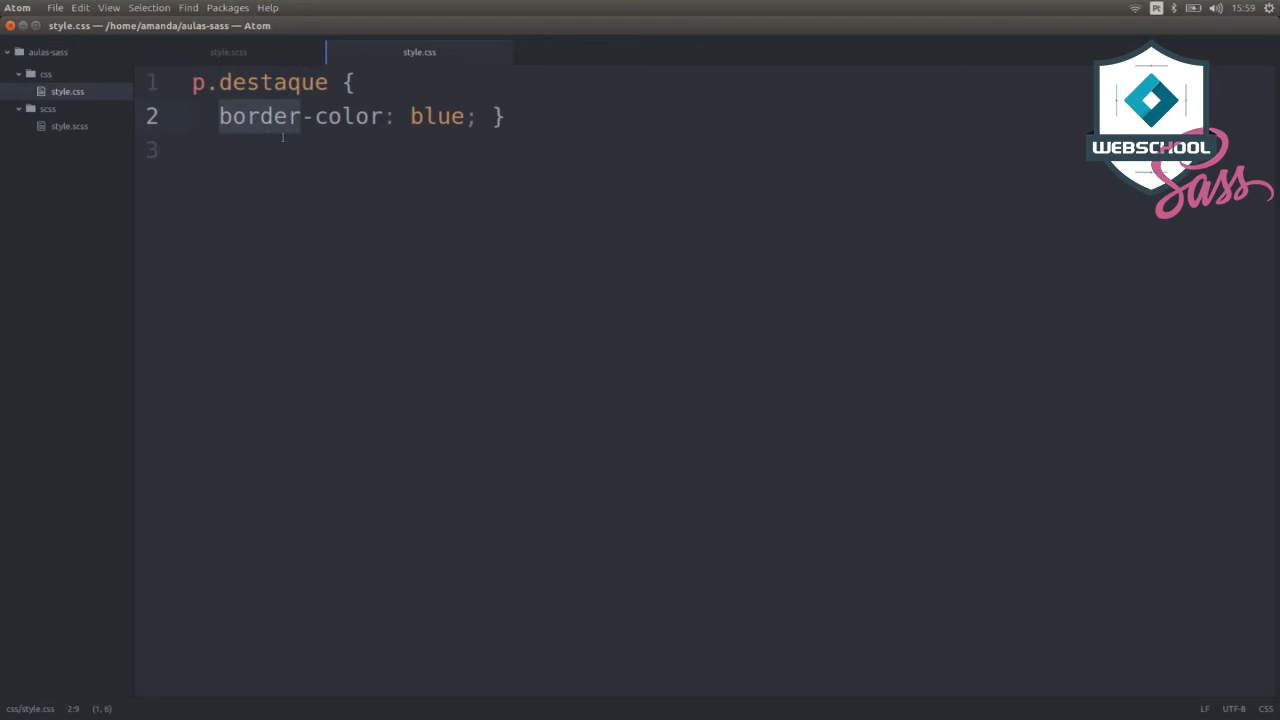 Atom File Edit View Selection Find Packages Help Pt 15:59
style.css — /home/amanda/aulas-sass — Atom
aulas-sass
css
style.css
scss
style.scss
style.scss style.css
1 p.destaque {
2 border-color: blue; }
3
WEBSCHOOL
Sass
css/style.css 2:9 (1, 6) LF UTF-8 CSS